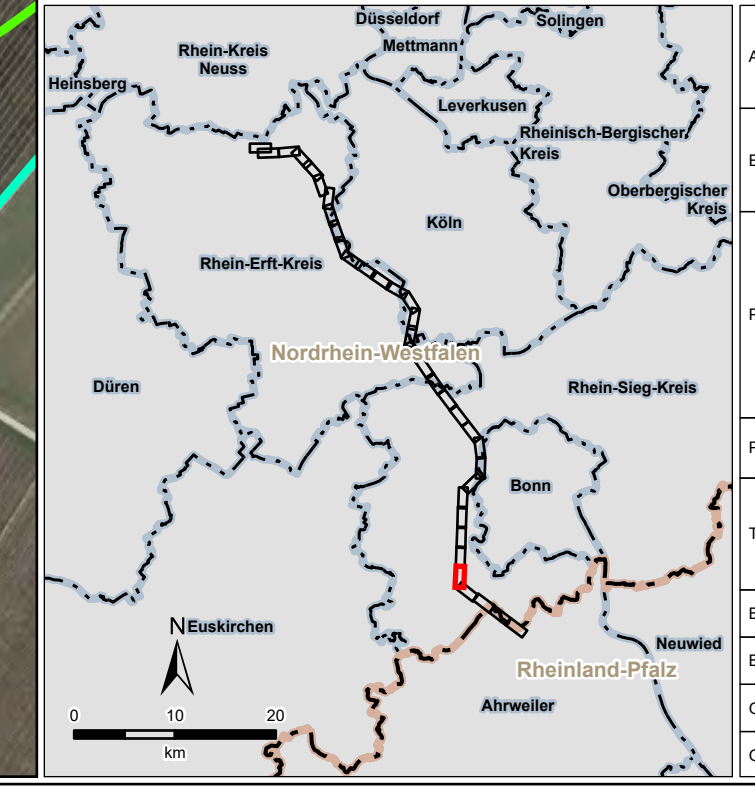 Düsseldorf
Solingen
Mettmann
Rhein-Kreis
Neuss
Heinsberg
Leverkusen
Rheinisch-Bergischer
Kreis
Oberbergischer
Kreis
Köln
Rhein-Erft-Kreis
Nordrhein-Westfalen
Düren
Rhein-Sieg-Kreis
Bonn
N
Euskirchen
Neuwied
Rheinland-Pfalz
Ahrweiler
0 10 20
km